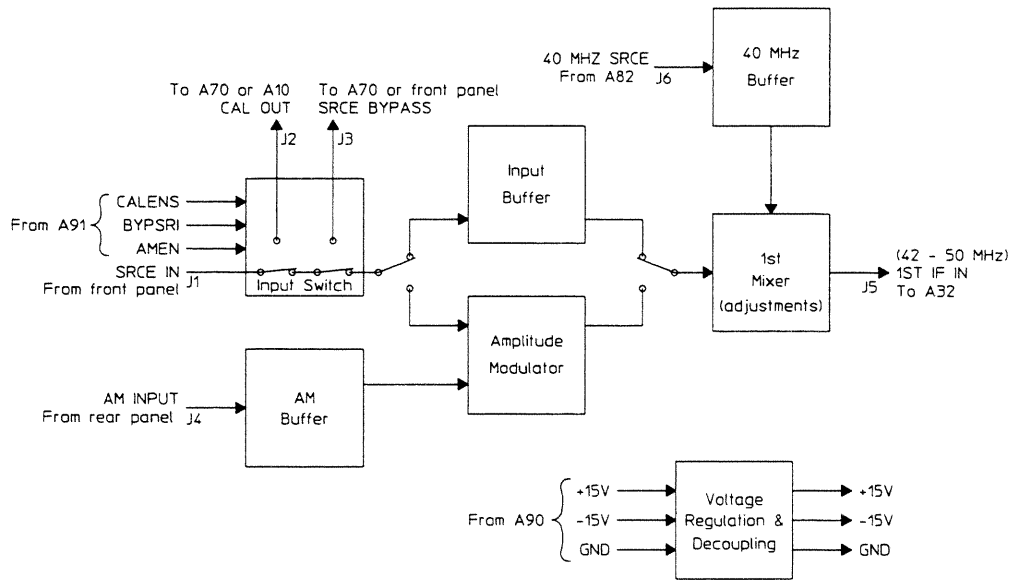 40 MHZ SRCE
From A82
J6
40 MHz
Buffer
To A70 or A10
CAL OUT
J2
To A70 or front panel
SRCE BYPASS
J3
From A91
CALENS
BYPSRI
AMEN
SRCE IN
From front panel
J1
Input Switch
Input
Buffer
1st
Mixer
(adjustments)
(42 - 50 MHz)
1ST IF IN
To A32
J5
Amplitude
Modulator
AM INPUT
From rear panel
J4
AM
Buffer
From A90
+15V
-15V
GND
Voltage
Regulation &
Decoupling
+15V
-15V
GND